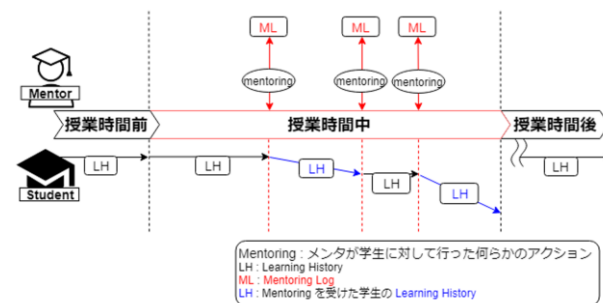 ML
ML
ML
mentoring
mentoring
mentoring
Mentor
授業時間前
授業時間中
授業時間後
LH
LH
LH
LH
LH
LH
Student
Mentoring : メンタが学生に対して行った何らかのアクション
LH : Learning History
ML : Mentoring Log
LH : Mentoring を受けた学生の Learning History